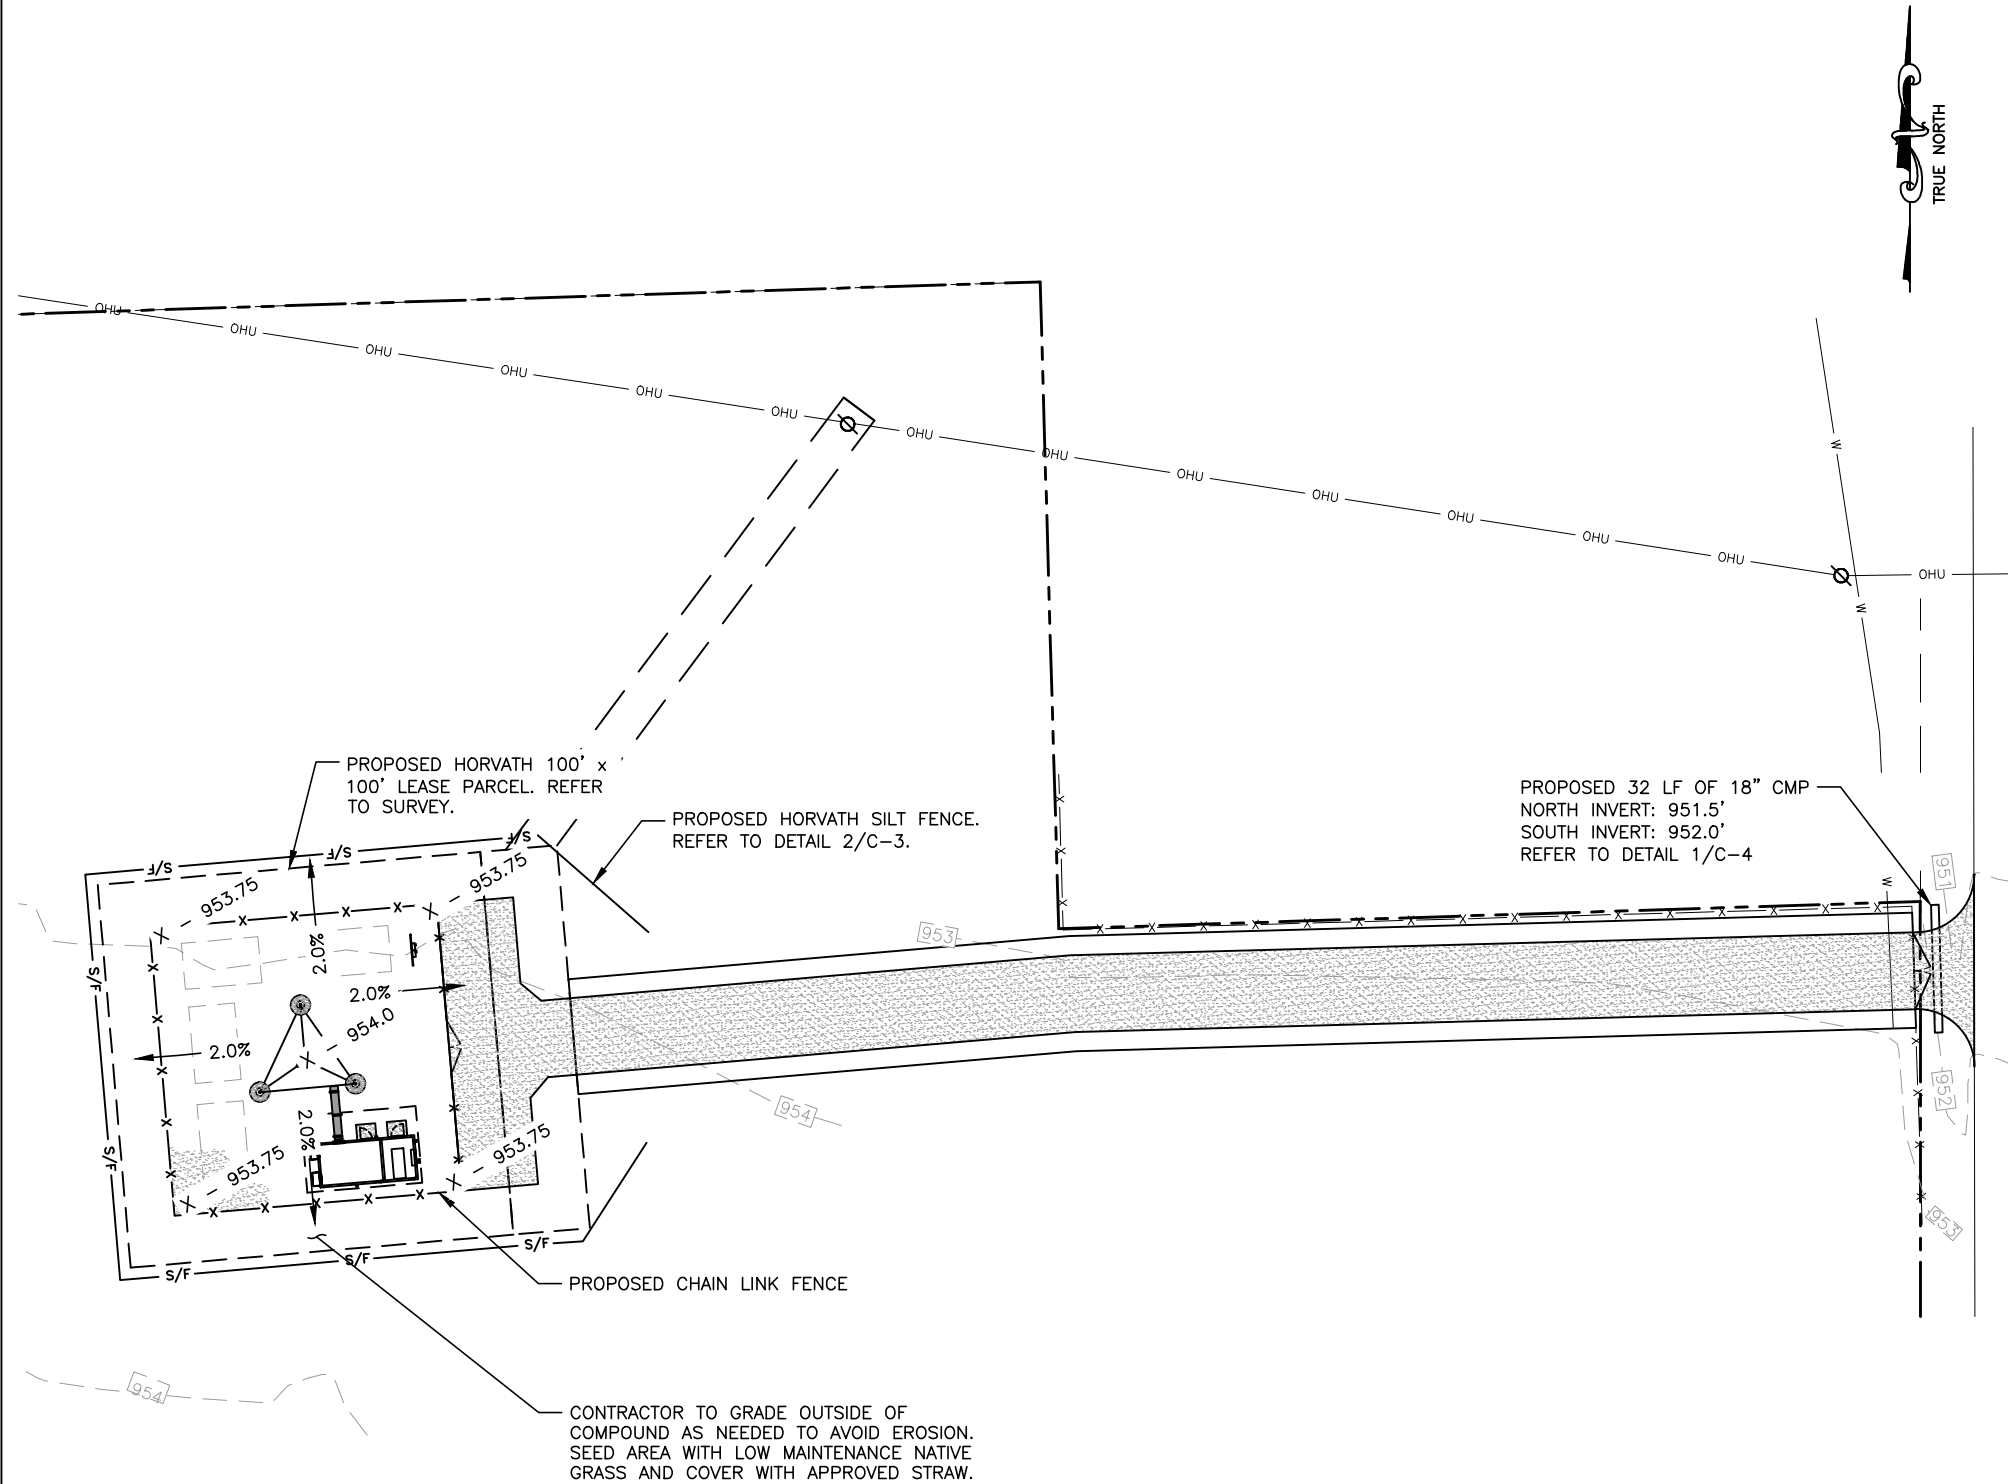 TRUE NORTH
OHU
OHU
OHU
OHU
OHU
OHU
OHU
OHU
OHU
OHU
OHU
OHU
OHU
OHU
W
W
W
PROPOSED HORVATH 100' x
100' LEASE PARCEL. REFER
TO SURVEY.
PROPOSED HORVATH SILT FENCE.
REFER TO DETAIL 2/C-3.
PROPOSED 32 LF OF 18" CMP
NORTH INVERT: 951.5'
SOUTH INVERT: 952.0'
REFER TO DETAIL 1/C-4
S/F
S/F
S/F
S/F
S/F
S/F
S/F
S/F
953.75
953.75
953.75
953.75
954.0
2.0%
2.0%
2.0%
2.0%
953
954
951
952
953
954
PROPOSED CHAIN LINK FENCE
CONTRACTOR TO GRADE OUTSIDE OF
COMPOUND AS NEEDED TO AVOID EROSION.
SEED AREA WITH LOW MAINTENANCE NATIVE
GRASS AND COVER WITH APPROVED STRAW.